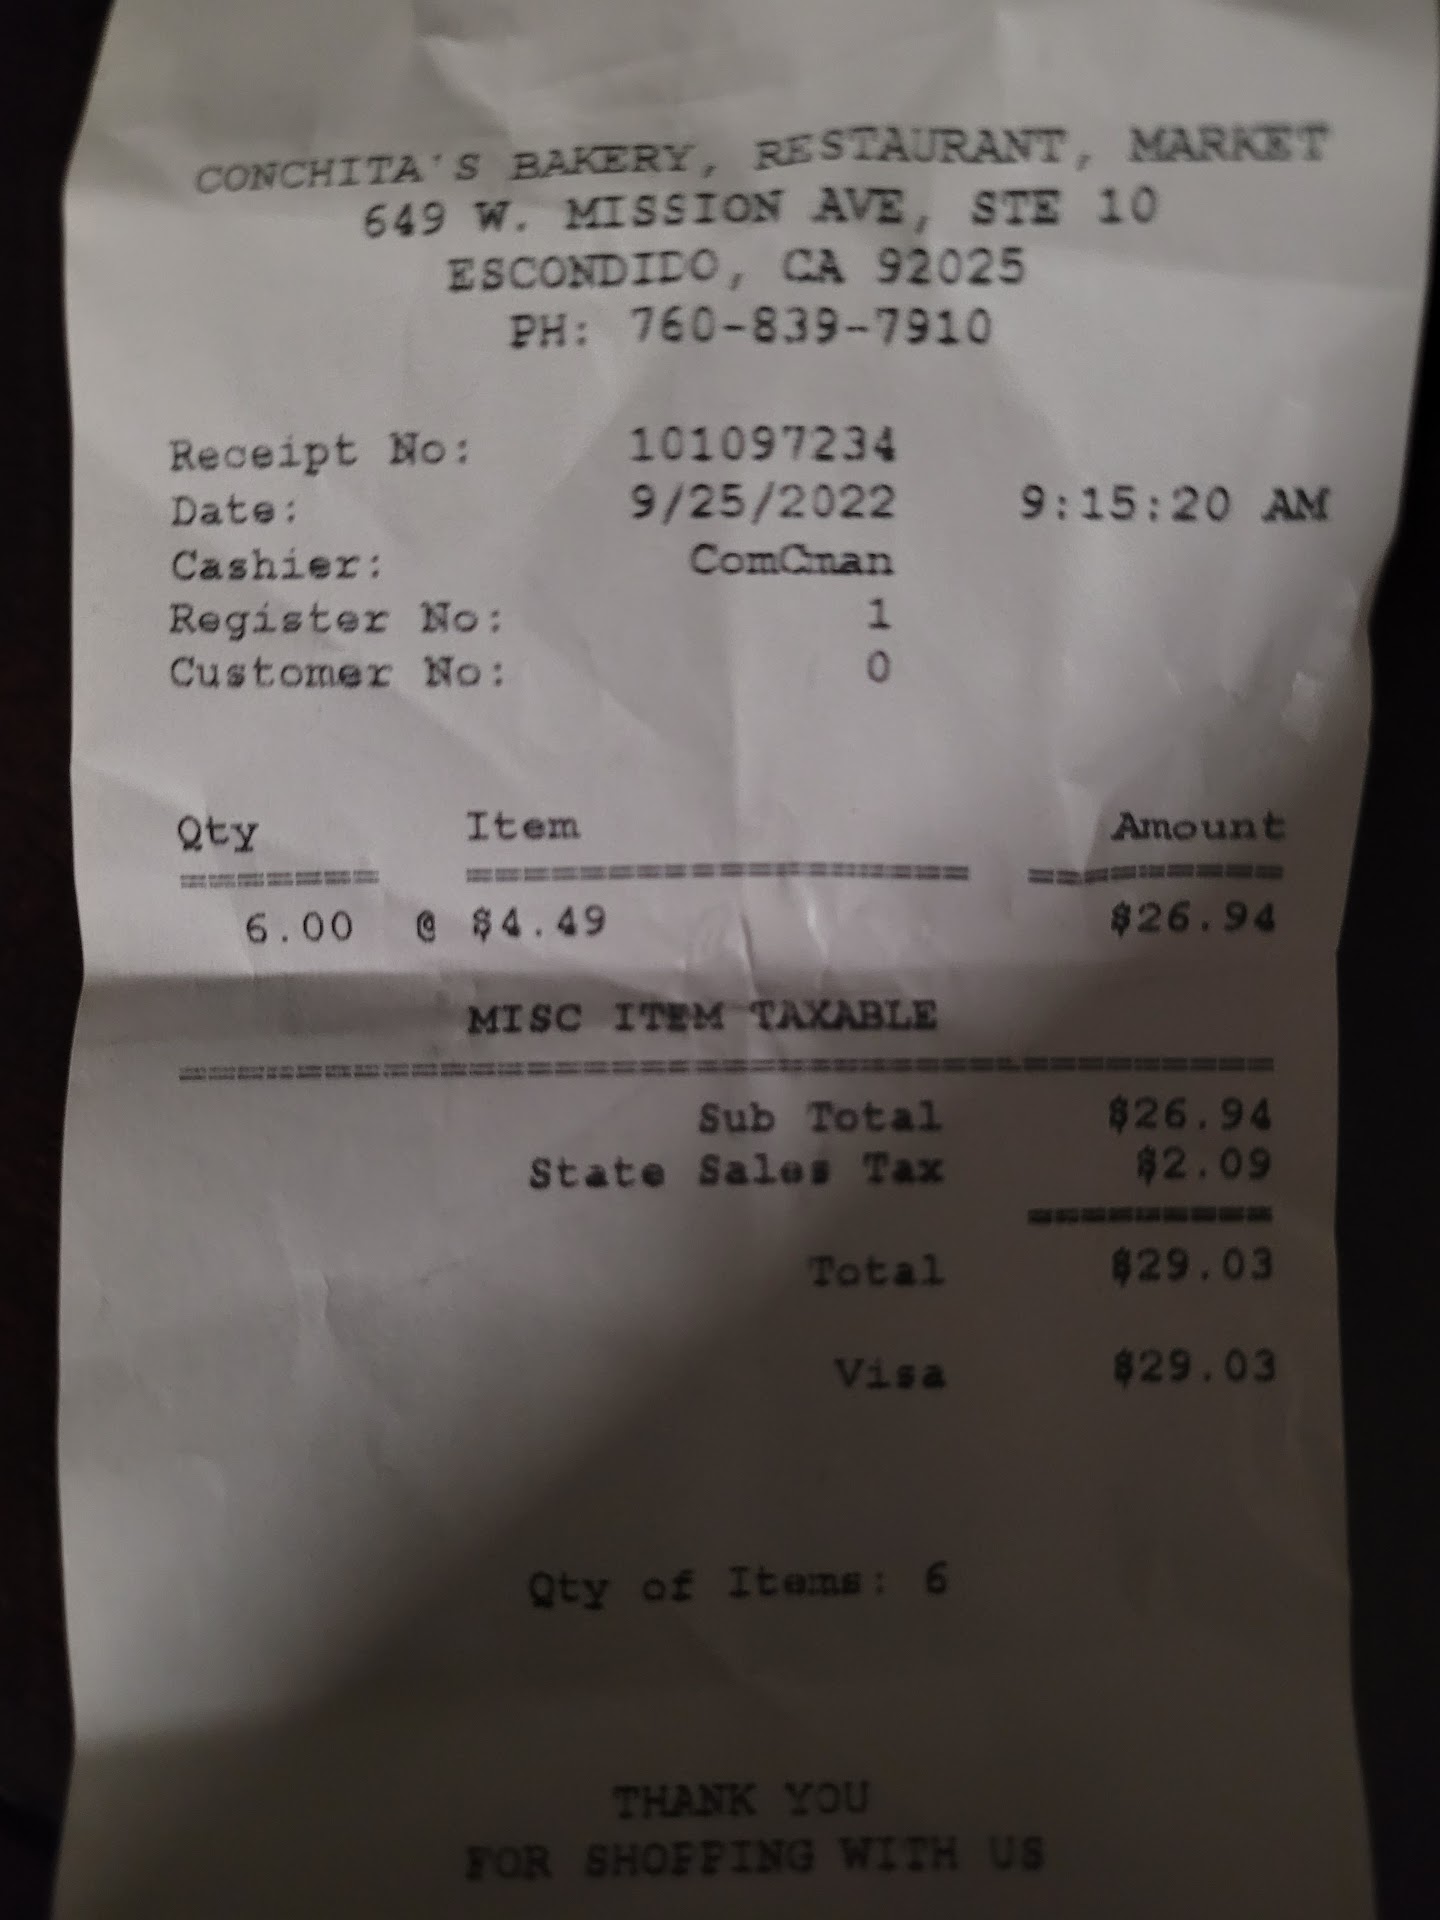 CONCHITA'S BAKERY, RESTAURANT, MARKET
649 W. MISSION AVE, STE 10
ESCONDIDO, CA 92025
PH: 760-839-7910
Receipt No: 101097234
Date: 9/25/2022 9:15:20 AM
Cashier: ComCman
Register No: 1
Customer No: 0
Qty Item Amount
6.00 @ $4.49 $26.94
MISC ITEM TAXABLE
Sub Total $26.94
State Sales Tax $2.09
Total $29.03
Visa $29.03
Qty of Items: 6
THANK YOU
FOR SHOPPING WITH US